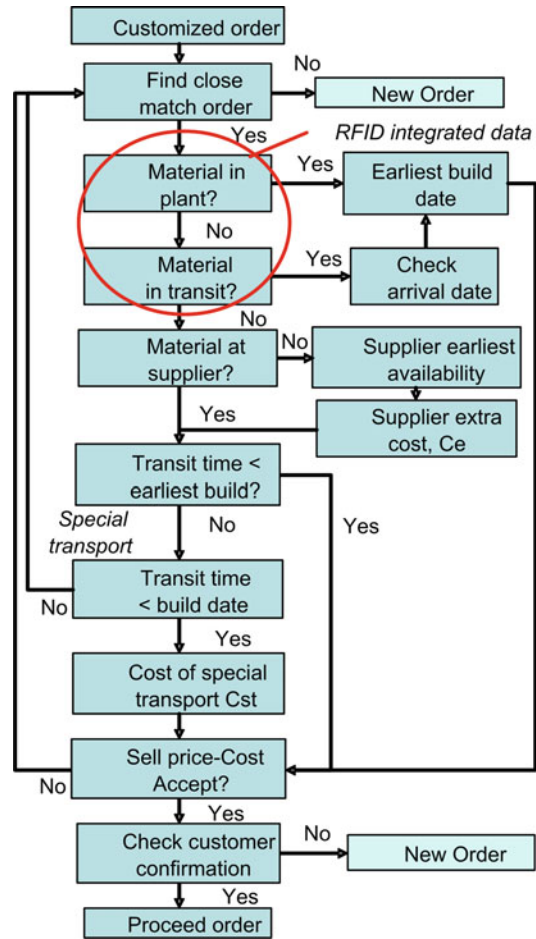 Customized order
Find close
match order
No
New Order
Yes
RFID integrated data
Material in
plant?
Yes
Earliest build
date
No
Material
in transit?
Yes
Check
arrival date
No
Material at
supplier?
No
Supplier earliest
availability
Yes
Supplier extra
cost, Ce
Transit time <
earliest build?
Special
transport
No
Yes
Transit time
< build date
No
Yes
Cost of special
transport Cst
Sell price-Cost
Accept?
No
Yes
Check customer
confirmation
No
New Order
Yes
Proceed order